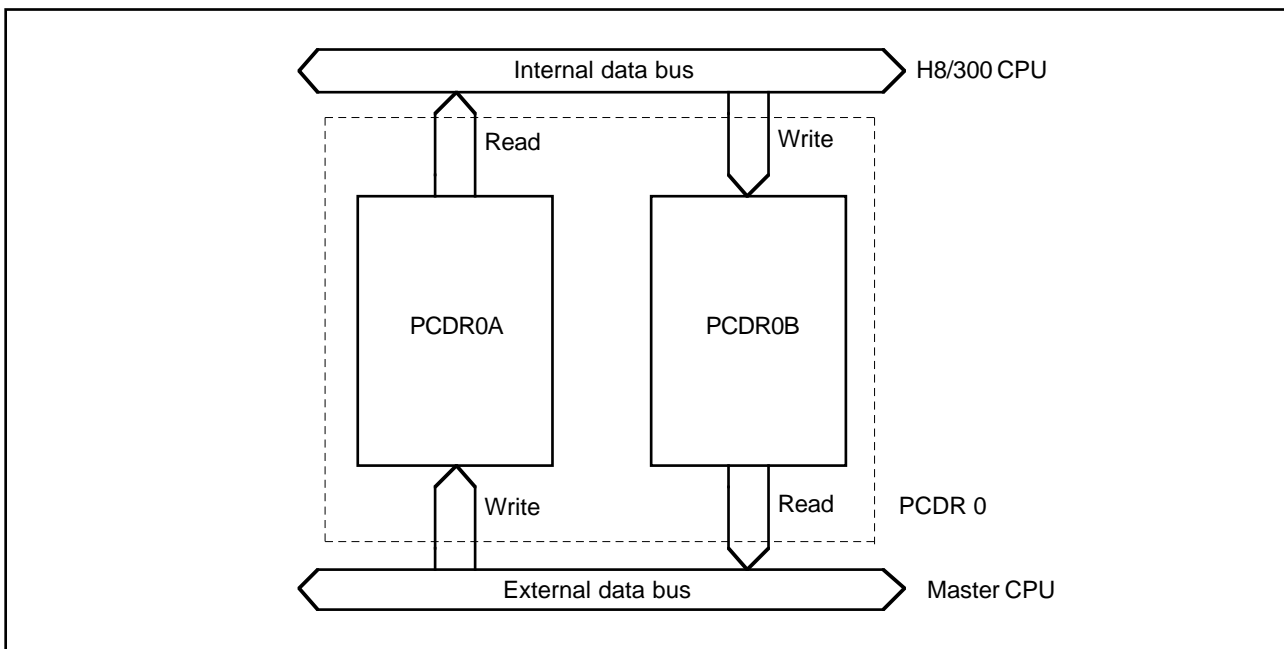 Internal data bus
H8/300 CPU
Read
Write
PCDR0A
PCDR0B
Write
Read
PCDR 0
External data bus
Master CPU